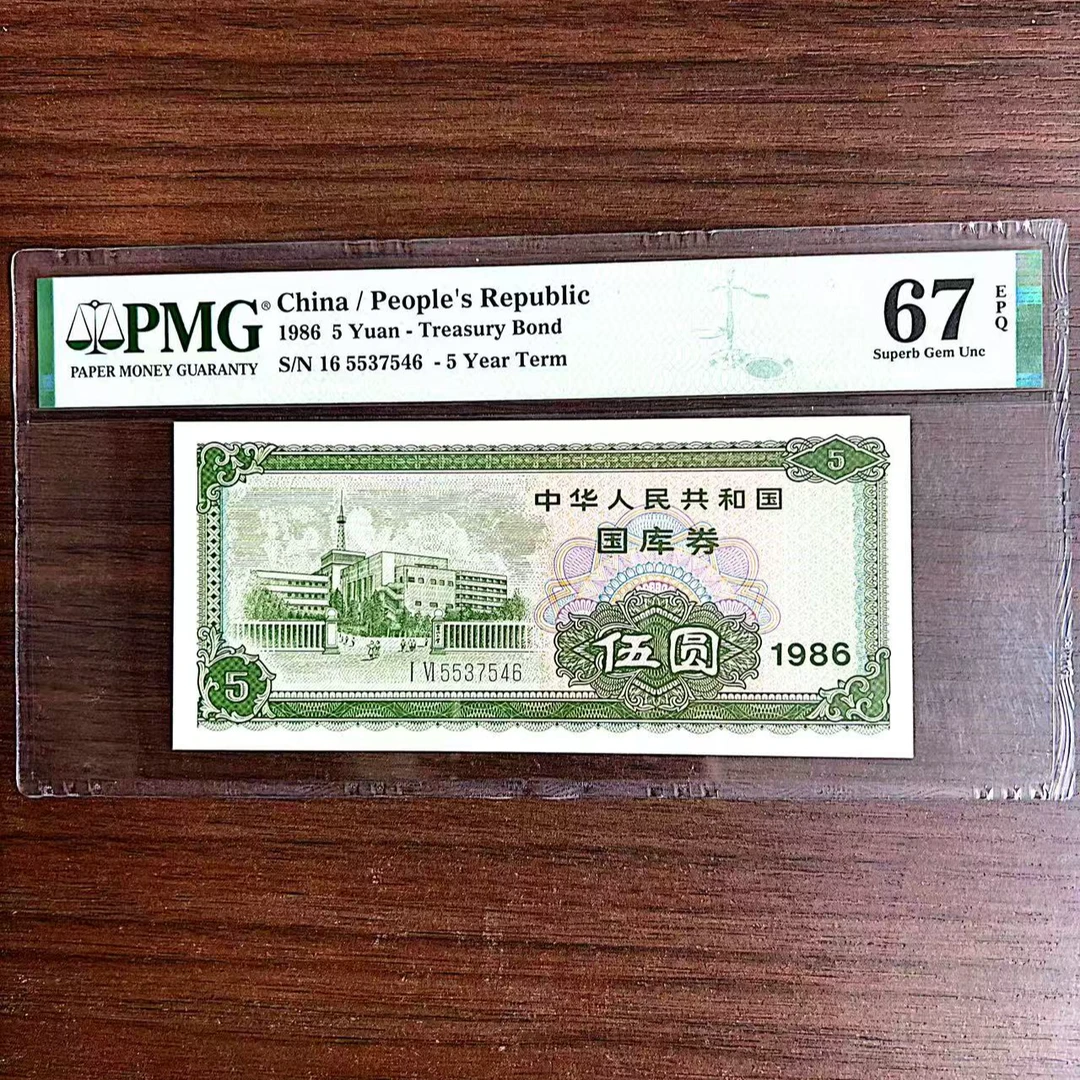 PMG®
PAPER MONEY GUARANTY
China / People's Republic
1986 5 Yuan - Treasury Bond
S/N 16 5537546 - 5 Year Term
67
EPQ
Superb Gem Unc
5
中华人民共和国
国库券
伍圆
1986
Ⅰ Ⅵ 5537546
5